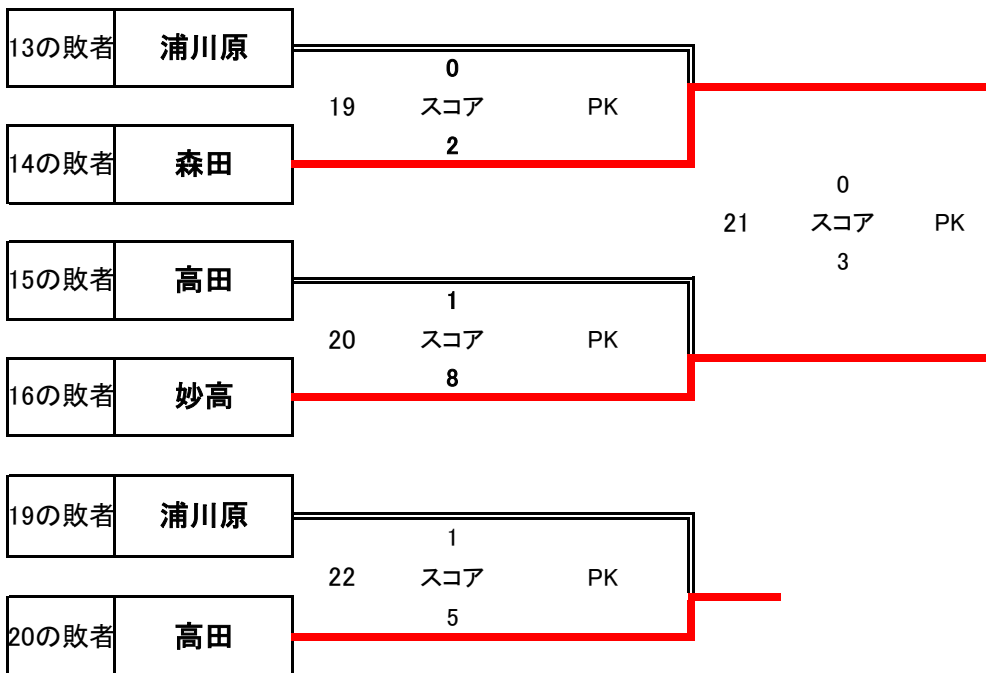 13の敗者 浦川原
0
19 スコア PK
2
14の敗者 森田
0
21 スコア PK
3
15の敗者 高田
1
20 スコア PK
8
16の敗者 妙高
19の敗者 浦川原
1
22 スコア PK
5
20の敗者 高田